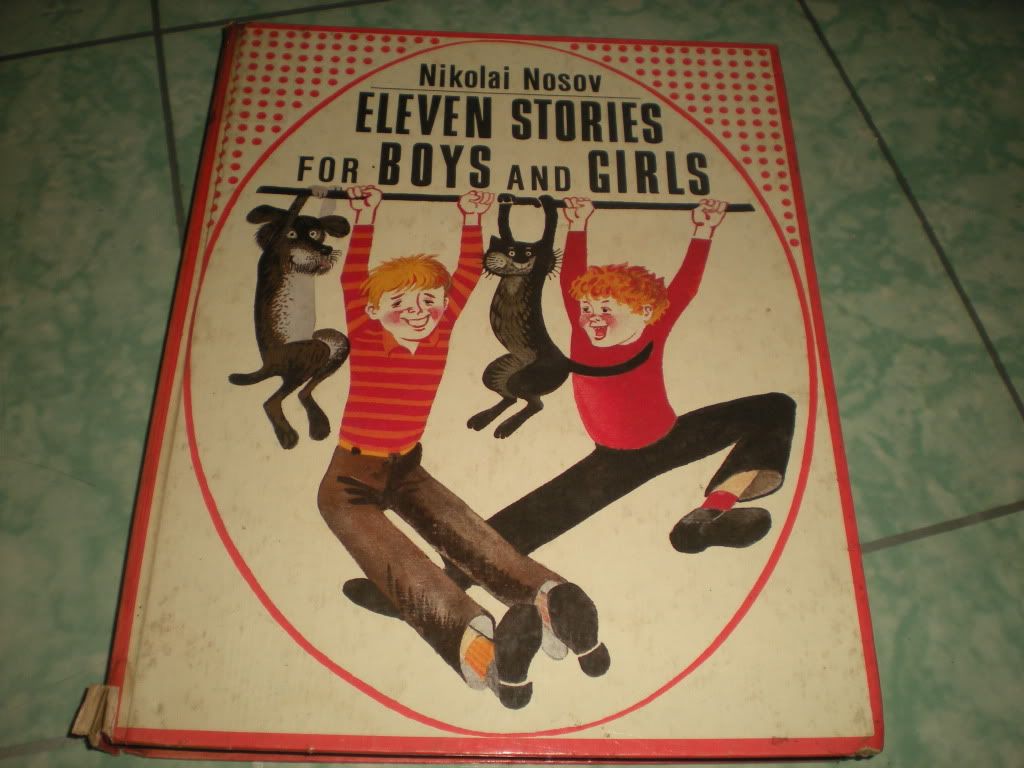 Nikolai Nosov
ELEVEN STORIES
FOR BOYS AND GIRLS